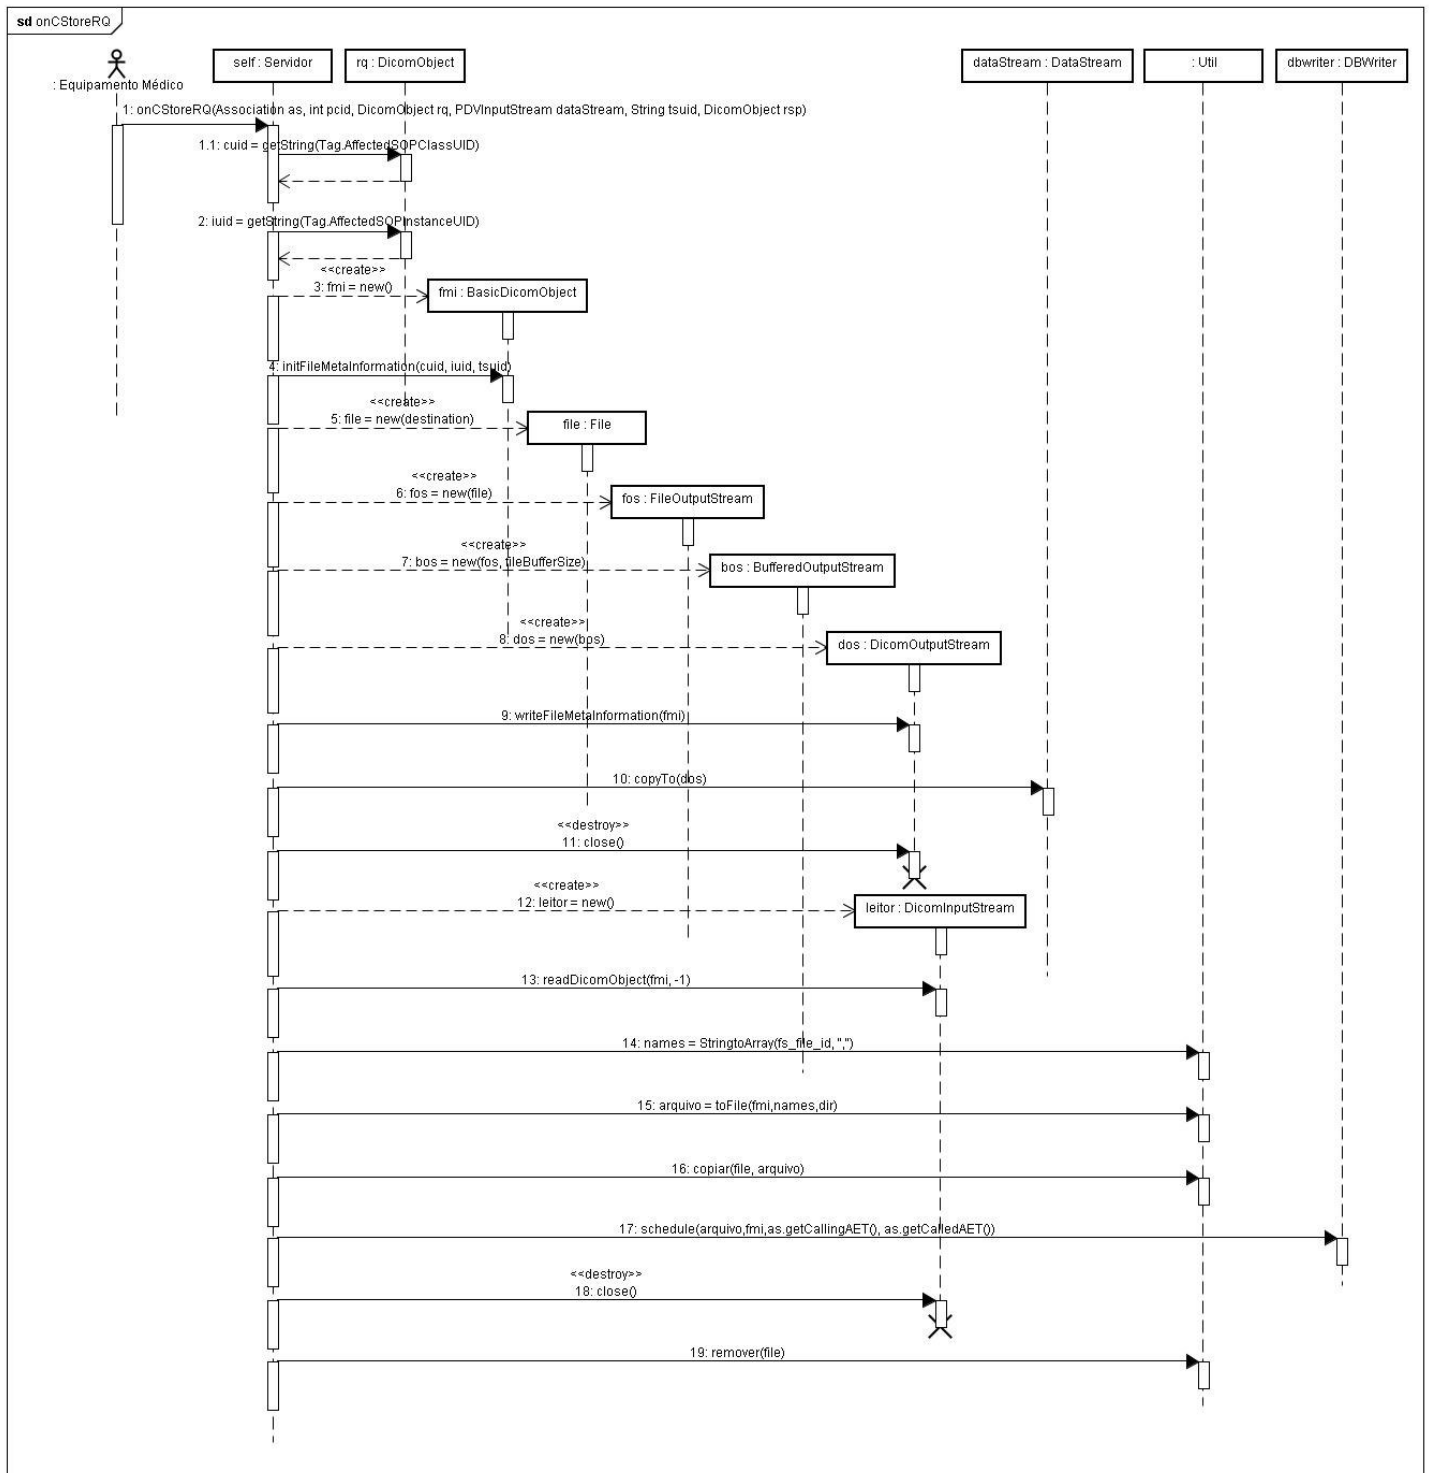 sd onCStoreRQ
: Equipamento Médico
self : Servidor
rq : DicomObject
dataStream : DataStream
: Util
dbwriter : DBWriter
1: onCStoreRQ(Association as, int pcid, DicomObject rq, PDVInputStream dataStream, String tsuid, DicomObject rsp)
1.1: cuid = getString(Tag.AffectedSOPClassUID)
2: iuid = getString(Tag.AffectedSOPInstanceUID)
<<create>>
3: fmi = new()
fmi : BasicDicomObject
4: initFileMetaInformation(cuid, iuid, tsuid)
<<create>>
5: file = new(destination)
file : File
<<create>>
6: fos = new(file)
fos : FileOutputStream
<<create>>
7: bos = new(fos, fileBufferSize)
bos : BufferedOutputStream
<<create>>
8: dos = new(bos)
dos : DicomOutputStream
9: writeFileMetaInformation(fmi)
10: copyTo(dos)
<<destroy>>
11: close()
<<create>>
12: leitor = new()
leitor : DicomInputStream
13: readDicomObject(fmi, -1)
14: names = StringtoArray(fs_file_id, ",")
15: arquivo = toFile(fmi,names,dir)
16: copiar(file, arquivo)
17: schedule(arquivo,fmi,as.getCallingAET(), as.getCalledAET())
<<destroy>>
18: close()
19: remover(file)